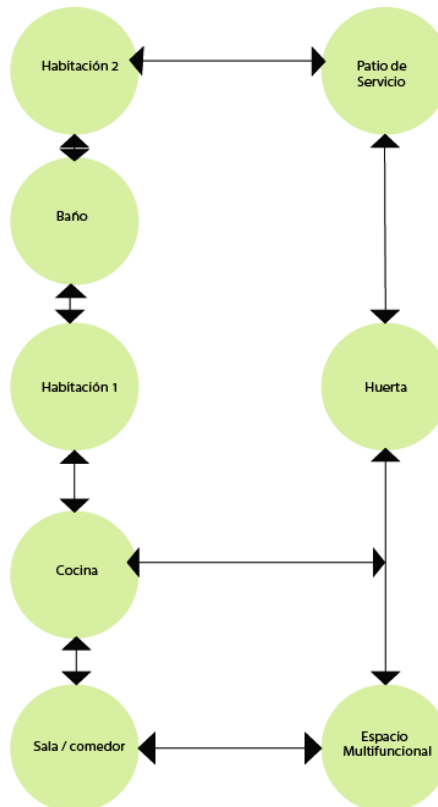 Habitación 2
Patio de
Servicio
Baño
Habitación 1
Huerta
Cocina
Sala / comedor
Espacio
Multifuncional